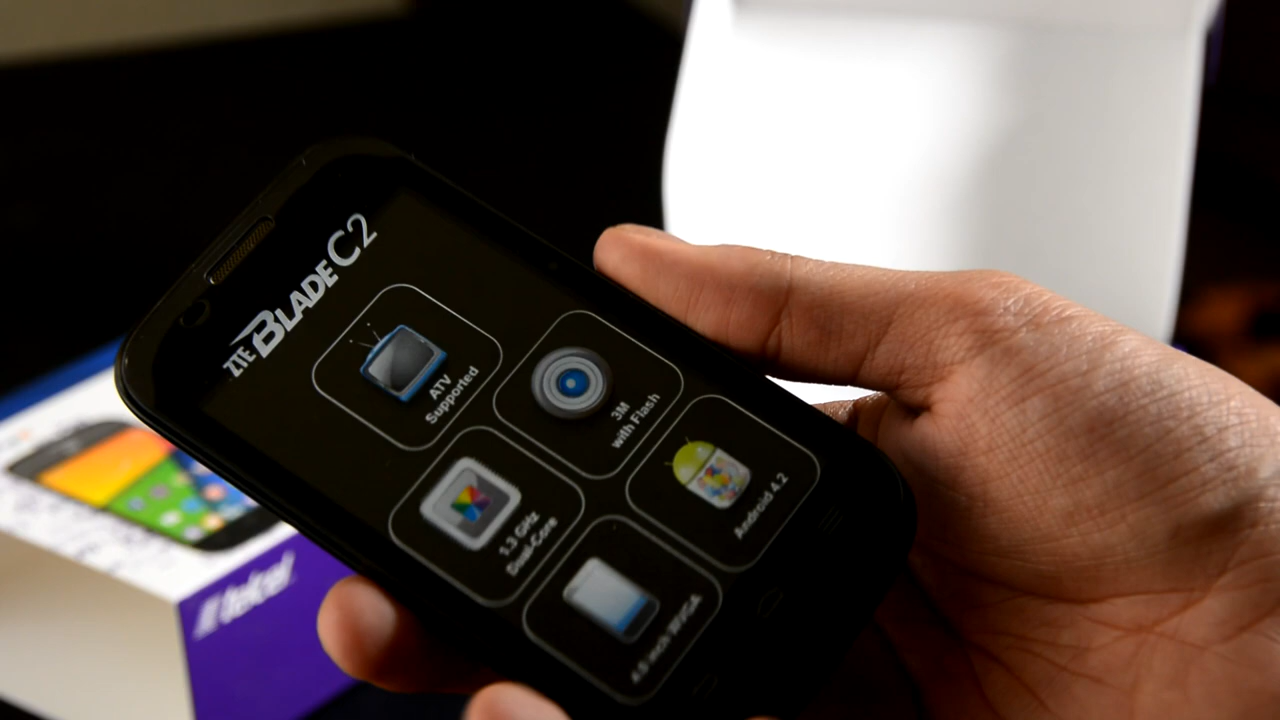 ZTE BLADE C2
ATV
Supported
3M
with Flash
1.3 GHz
Dual-Core
Android 4.2
4.0 inch WVGA
telcel